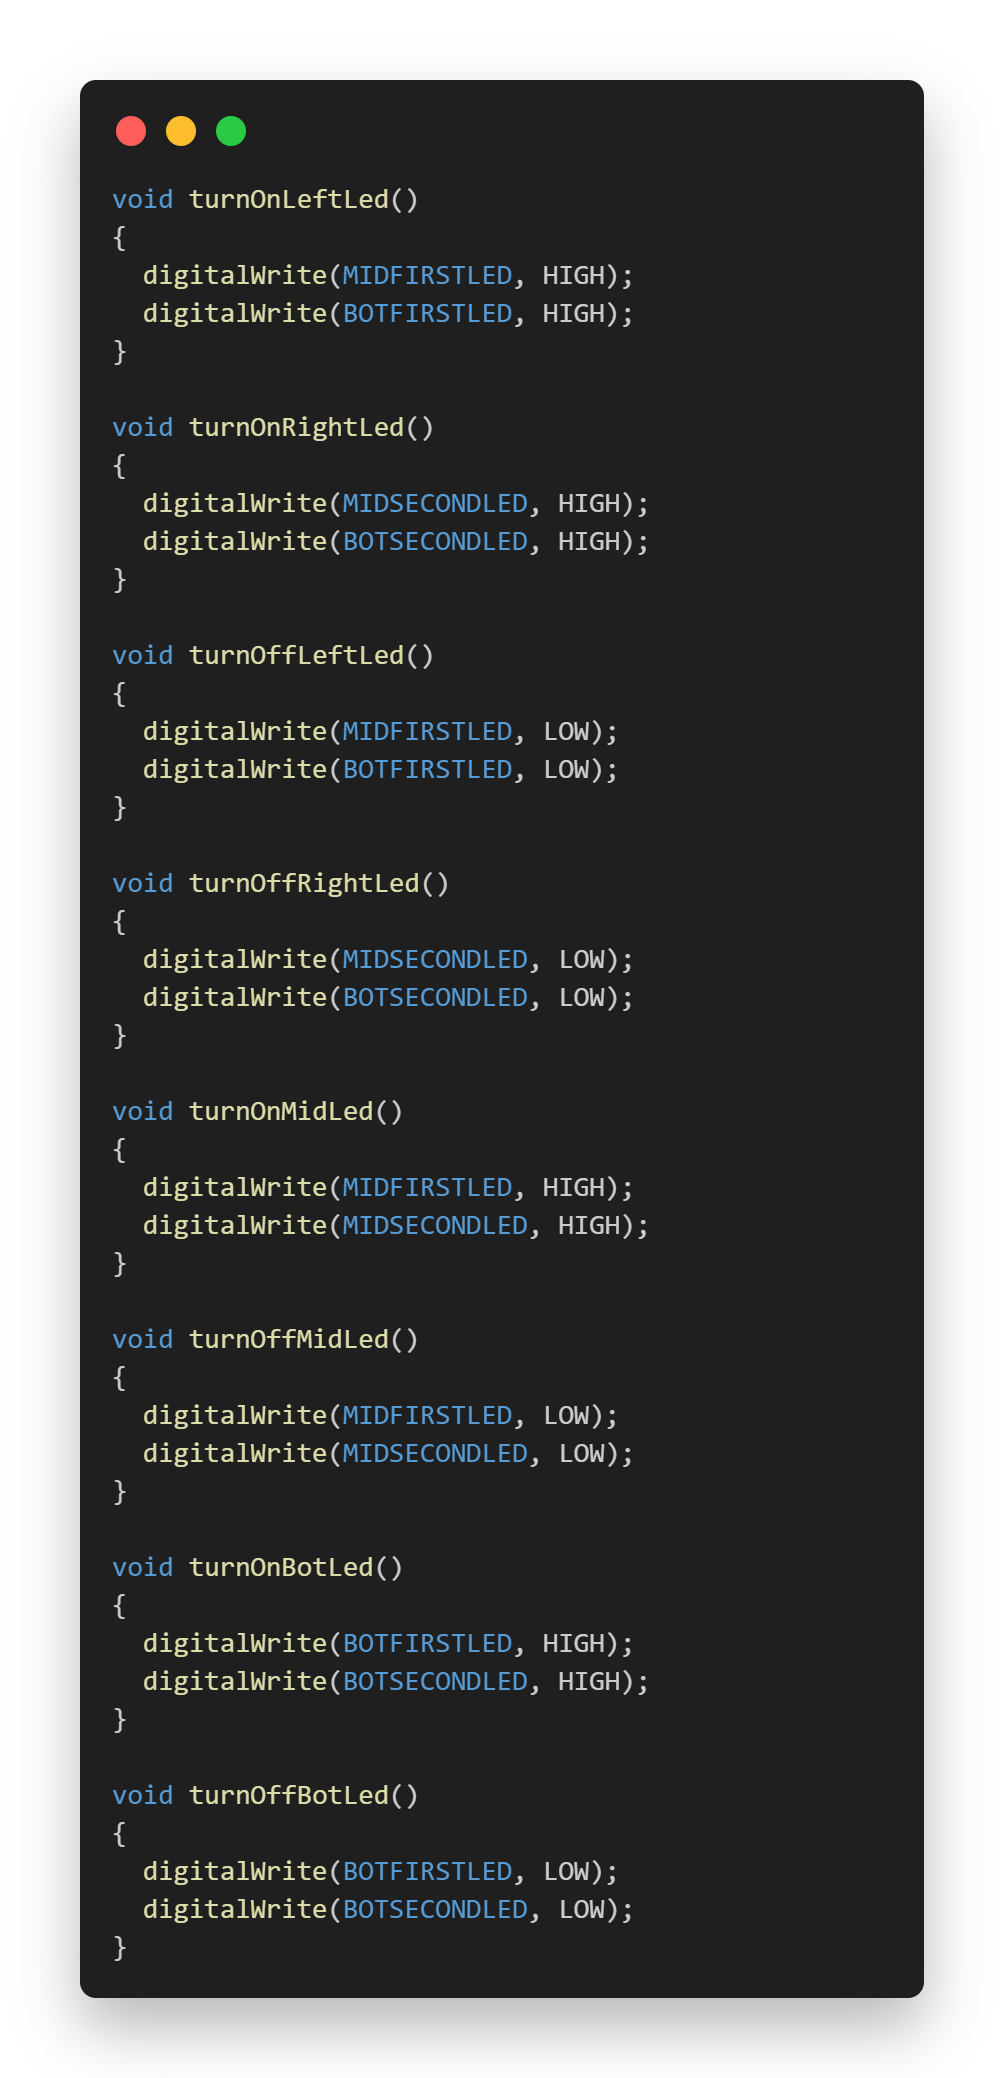 void turnOnLeftLed()
{
  digitalWrite(MIDFIRSTLED, HIGH);
  digitalWrite(BOTFIRSTLED, HIGH);
}

void turnOnRightLed()
{
  digitalWrite(MIDSECONDLED, HIGH);
  digitalWrite(BOTSECONDLED, HIGH);
}

void turnOffLeftLed()
{
  digitalWrite(MIDFIRSTLED, LOW);
  digitalWrite(BOTFIRSTLED, LOW);
}

void turnOffRightLed()
{
  digitalWrite(MIDSECONDLED, LOW);
  digitalWrite(BOTSECONDLED, LOW);
}

void turnOnMidLed()
{
  digitalWrite(MIDFIRSTLED, HIGH);
  digitalWrite(MIDSECONDLED, HIGH);
}

void turnOffMidLed()
{
  digitalWrite(MIDFIRSTLED, LOW);
  digitalWrite(MIDSECONDLED, LOW);
}

void turnOnBotLed()
{
  digitalWrite(BOTFIRSTLED, HIGH);
  digitalWrite(BOTSECONDLED, HIGH);
}

void turnOffBotLed()
{
  digitalWrite(BOTFIRSTLED, LOW);
  digitalWrite(BOTSECONDLED, LOW);
}